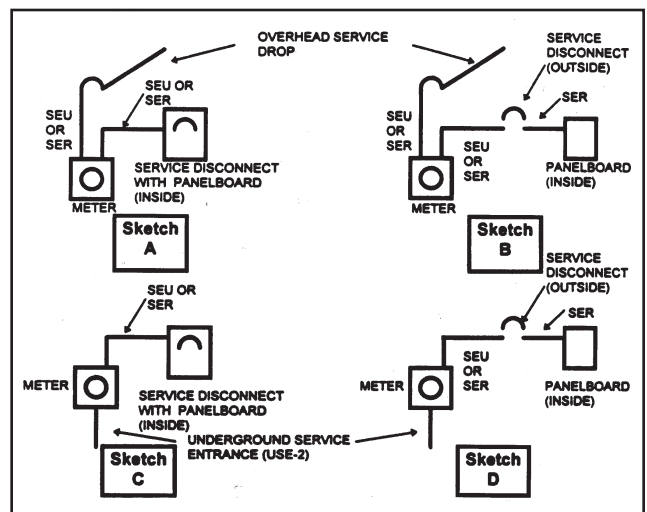 OVERHEAD SERVICE
DROP
SEU OR
SER
SEU
OR
SER
SERVICE DISCONNECT
WITH PANELBOARD
(INSIDE)
METER
Sketch
A
SERVICE
DISCONNECT
(OUTSIDE)
SER
SEU
OR
SER
SEU
OR
SER
PANELBOARD
(INSIDE)
METER
Sketch
B
SEU OR
SER
METER
SERVICE DISCONNECT
WITH PANELBOARD
(INSIDE)
UNDERGROUND SERVICE
ENTRANCE (USE-2)
Sketch
C
SERVICE
DISCONNECT
(OUTSIDE)
SER
METER
SEU
OR
SER
PANELBOARD
(INSIDE)
Sketch
D